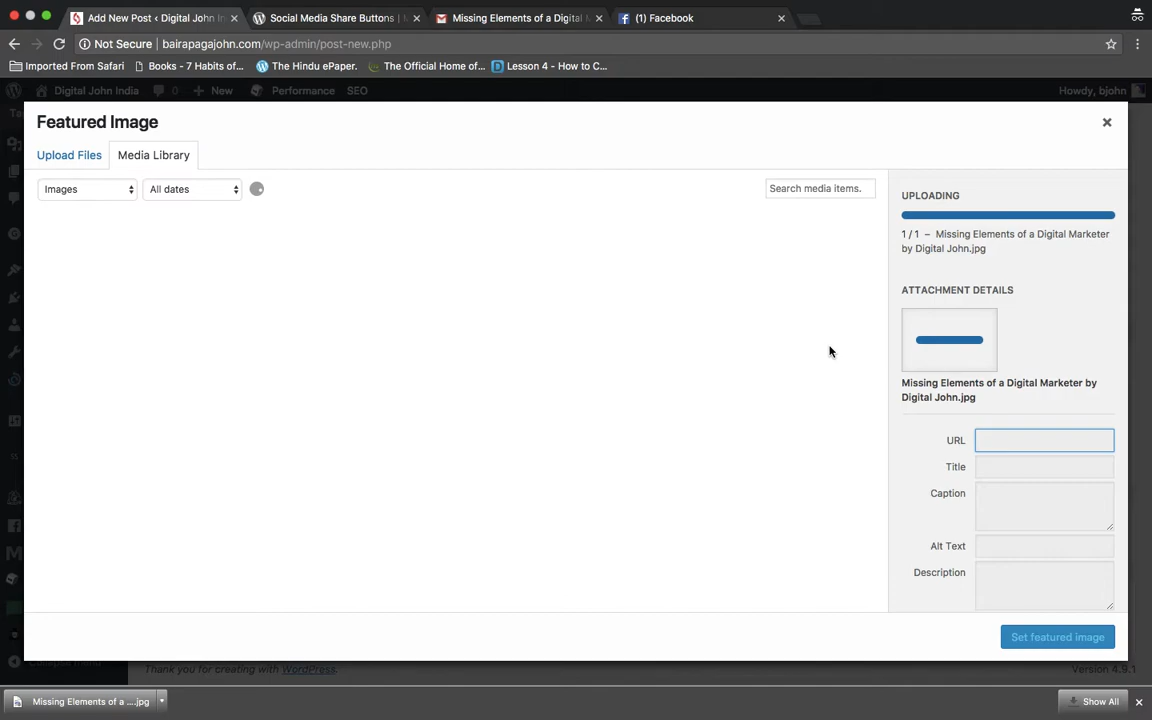 Add New Post ‹ Digital John In
Social Media Share Buttons |
Missing Elements of a Digital
(1) Facebook
Not Secure | bairapagajohn.com/wp-admin/post-new.php
Imported From Safari
Books - 7 Habits of...
The Hindu ePaper.
The Official Home of...
Lesson 4 - How to C...
Digital John India
0
New
Performance
SEO
Howdy, bjohn
Featured Image
Upload Files
Media Library
Images
All dates
Search media items.
UPLOADING
1 / 1 – Missing Elements of a Digital Marketer
by Digital John.jpg
ATTACHMENT DETAILS
Missing Elements of a Digital Marketer by
Digital John.jpg
URL
Title
Caption
Alt Text
Description
Set featured image
Thank you for creating with WordPress.
Version 4.9.1
Missing Elements of a ....jpg
Show All